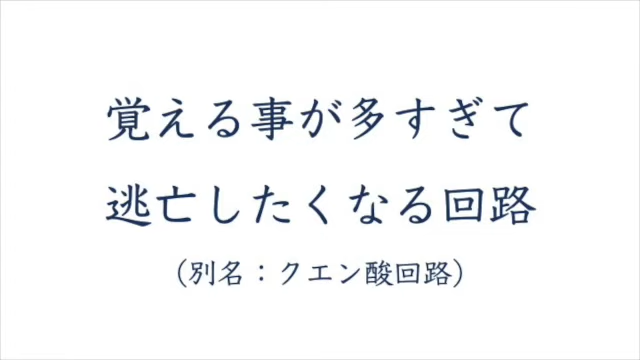 覚える事が多すぎて
逃亡したくなる回路
(別名：クエン酸回路)